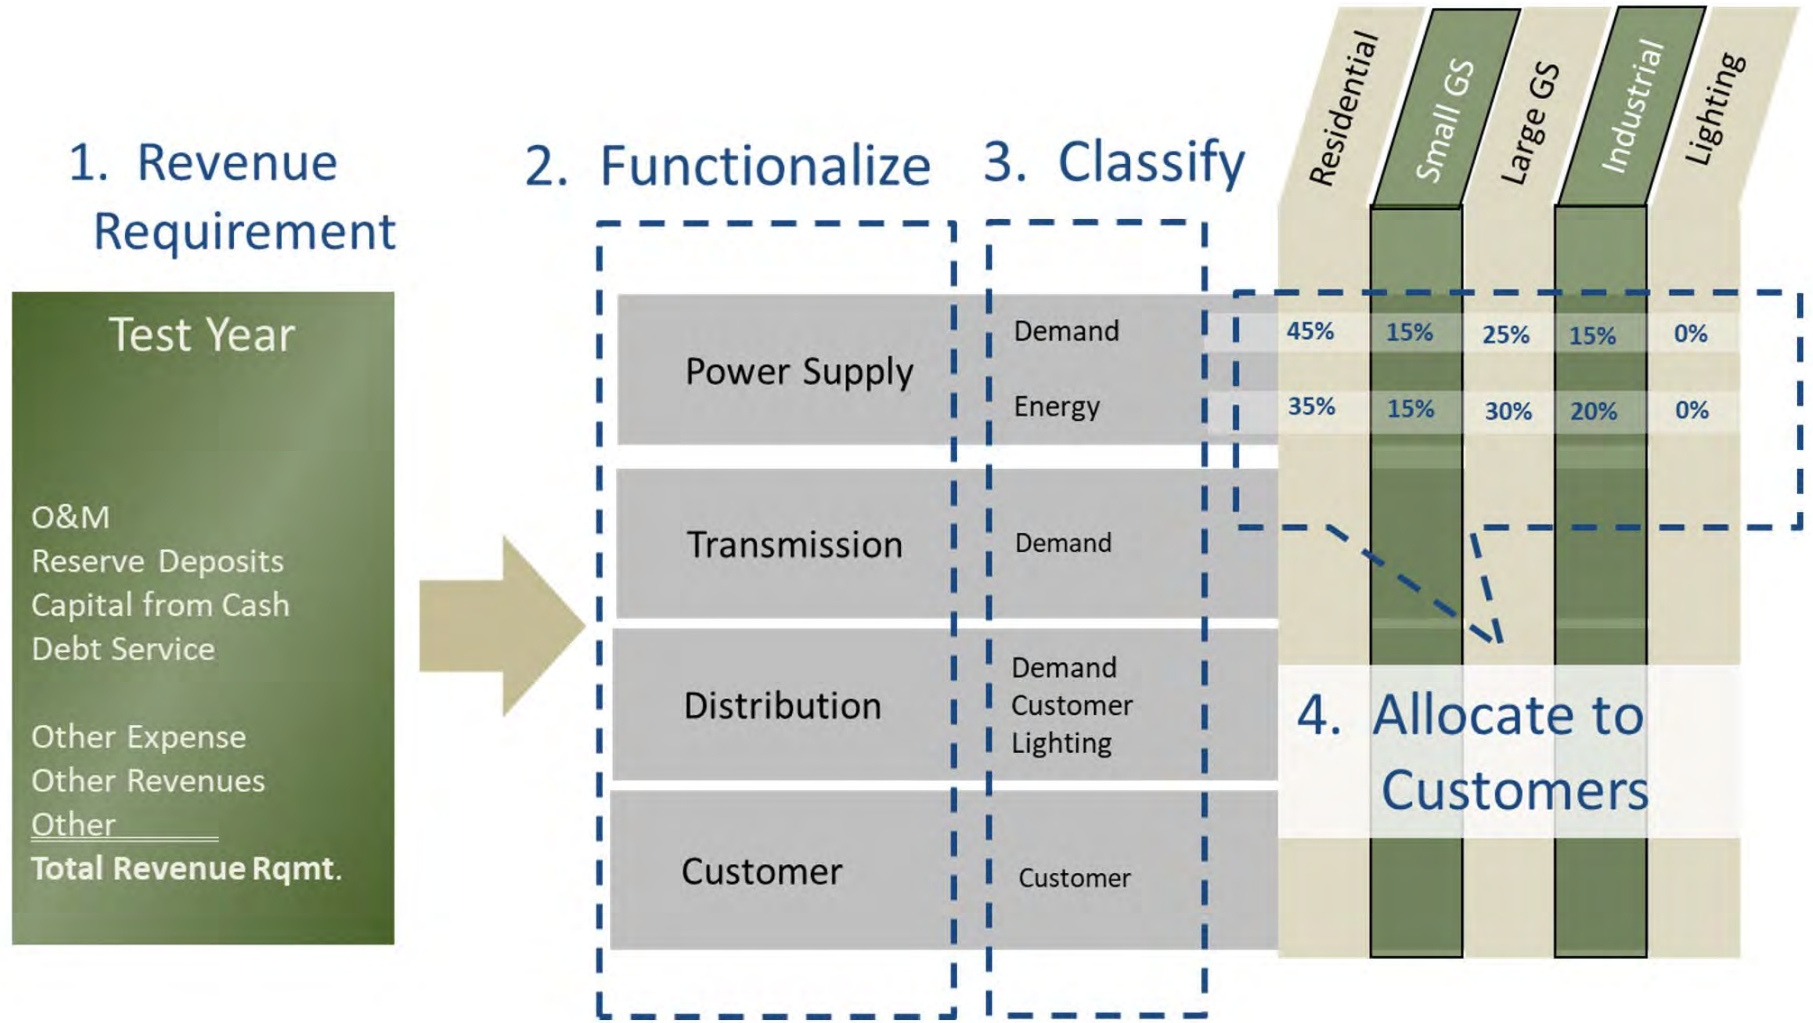 1. Revenue
Requirement
Test Year
O&M
Reserve Deposits
Capital from Cash
Debt Service
Other Expense
Other Revenues
Other
Total Revenue Rqmt.
2. Functionalize
Power Supply
Transmission
Distribution
Customer
3. Classify
Demand
Energy
Demand
Demand
Customer
Lighting
Customer
Residential
Small GS
Large GS
Industrial
Lighting
45% 15% 25% 15% 0%
35% 15% 30% 20% 0%
4. Allocate to
Customers